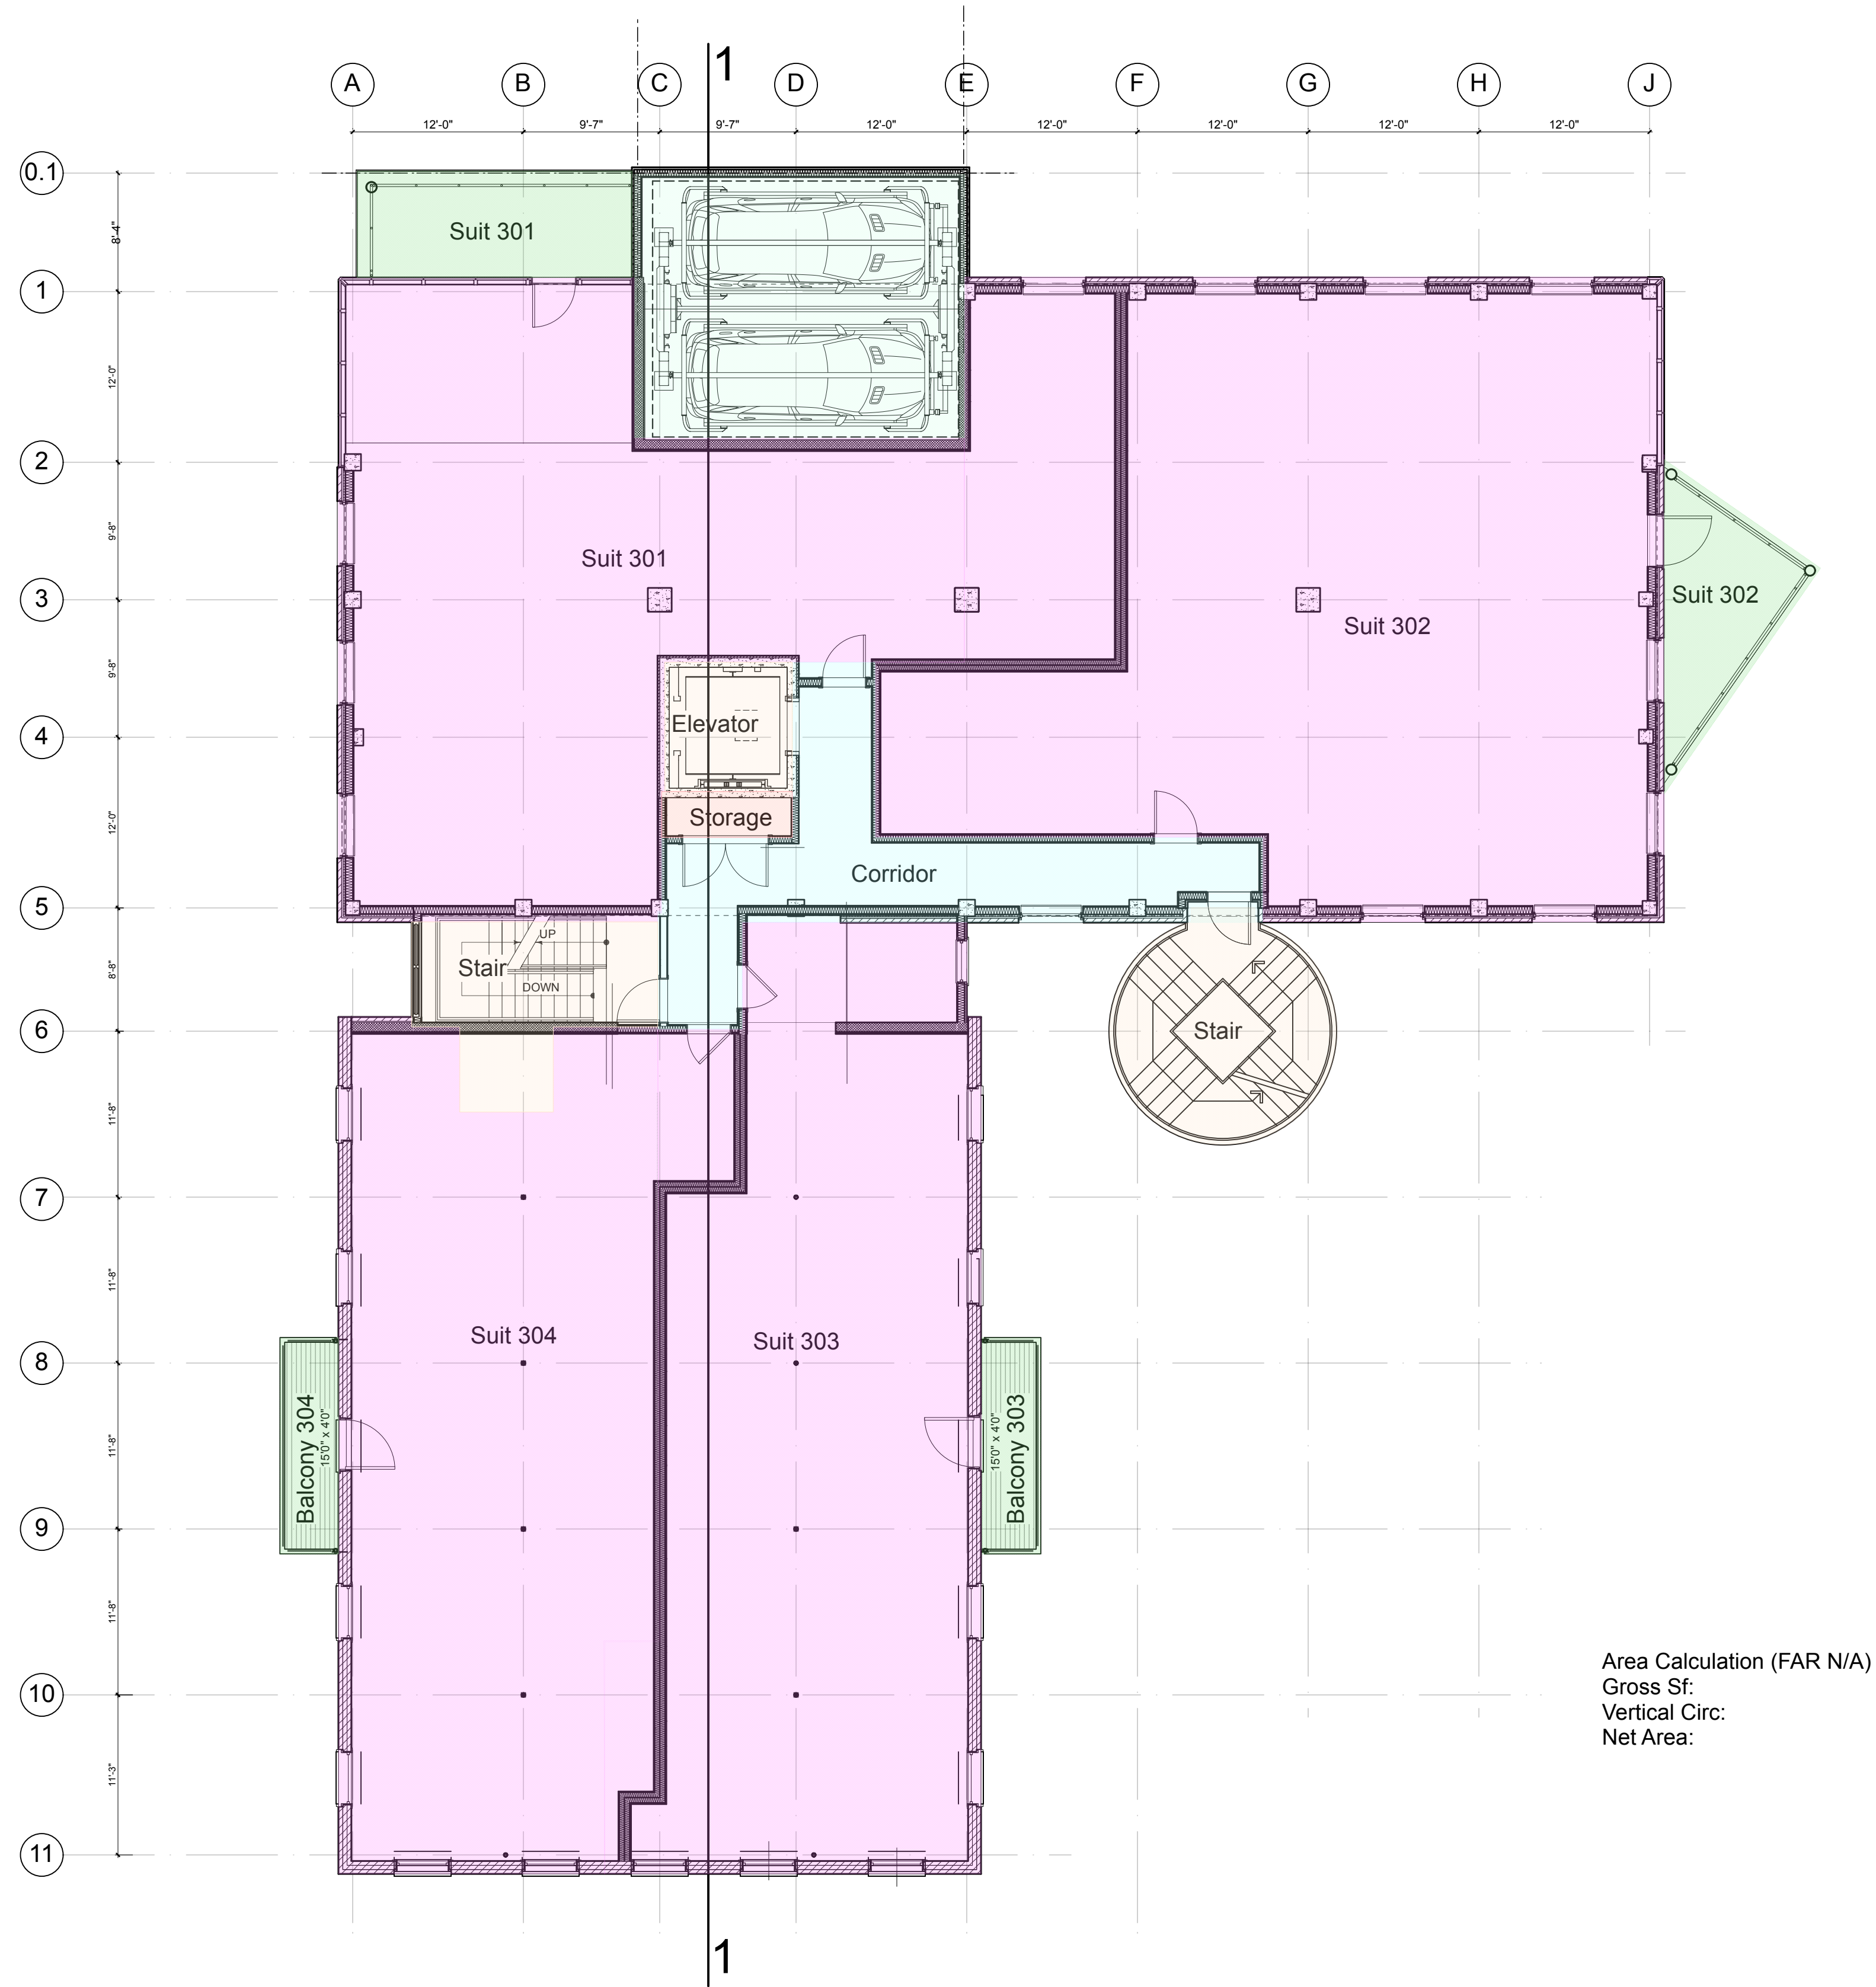 1
A
B
C
D
E
F
G
H
J
12'-0"
9'-7"
9'-7"
12'-0"
12'-0"
12'-0"
12'-0"
12'-0"
0.1
Suit 301
8'-4"
1
12'-0"
2
9'-8"
Suit 301
3
Suit 302
Suit 302
9'-8"
Elevator
4
Storage
12'-0"
Corridor
5
UP
Stair
8'-8"
DOWN
6
Stair
11'-8"
7
11'-8"
Suit 304
Suit 303
8
Balcony 304
15'0" x 4'0"
15'0" x 4'0"
Balcony 303
11'-8"
9
11'-8"
10
11'-3"
11
Area Calculation (FAR N/A)
Gross Sf:
Vertical Circ:
Net Area:
1